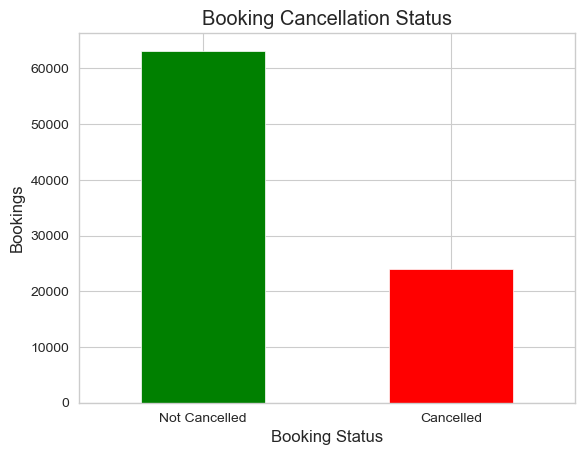 Booking Cancellation Status
Bookings
60000
50000
40000
30000
20000
10000
0
Not Cancelled
Cancelled
Booking Status